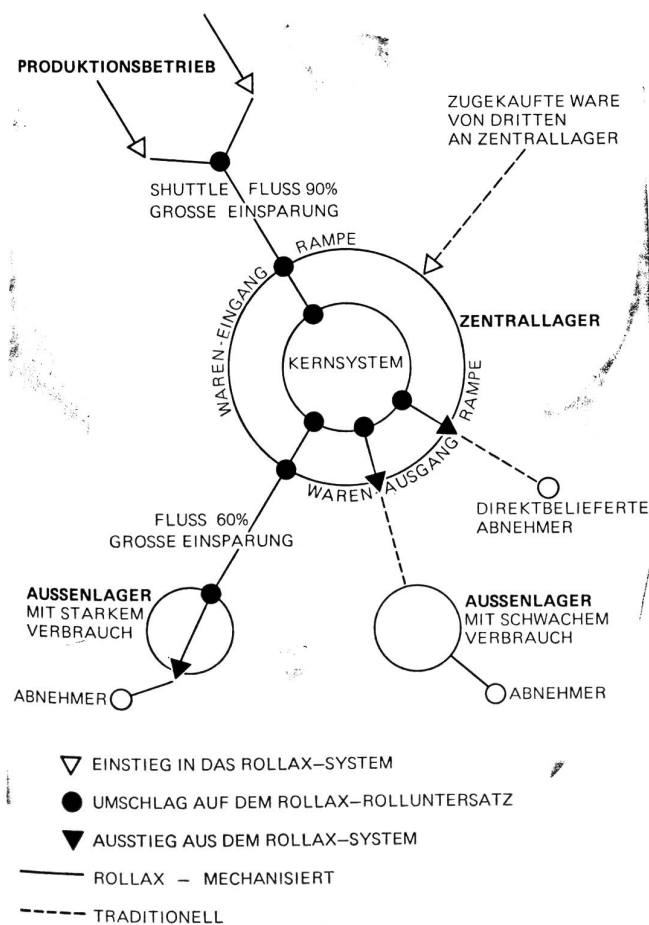 PRODUKTIONSBETRIEB
ZUGEKAUFTE WARE
VON DRITTEN
AN ZENTRALLAGER
SHUTTLE FLUSS 90%
GROSSE EINSPARUNG
RAMPE
WAREN-EINGANG
ZENTRALLAGER
KERNSYSTEM
RAMPE
WAREN-AUSGANG
DIREKTBELIEFERTE
ABNEHMER
FLUSS 60%
GROSSE EINSPARUNG
AUSSENLAGER
MIT STARKEM
VERBRAUCH
AUSSENLAGER
MIT SCHWACHEM
VERBRAUCH
ABNEHMER
ABNEHMER
EINSTIEG IN DAS ROLLAX–SYSTEM
UMSCHLAG AUF DEM ROLLAX–ROLLUNTERSATZ
AUSSTIEG AUS DEM ROLLAX–SYSTEM
ROLLAX – MECHANISIERT
TRADITIONELL